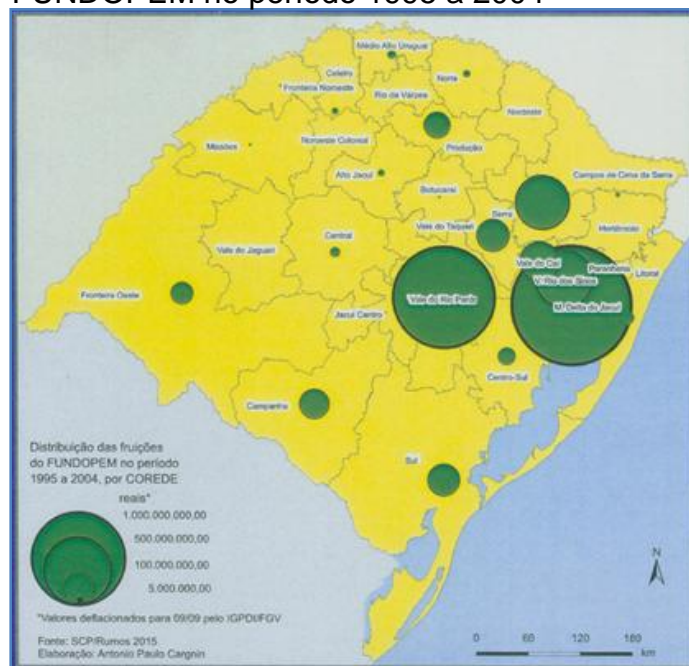 FUNDOPEM no período 1995 a 2004
Médio Alto Uruguai
Celeiro
Norte
Fronteira Noroeste
Rio da Várzea
Nordeste
Missões
Noroeste Colonial
Produção
Alto Jacuí
Campos de Cima da Serra
Botucaraí
Serra
Hortênsias
Vale do Taquari
Vale do Jaguari
Central
Vale do Caí
Paranhana
Litoral
V. Rio dos Sinos
Fronteira Oeste
Vale do Rio Pardo
M. Delta do Jacuí
Jacuí Centro
Centro-Sul
Campanha
Sul
Distribuição das fruições
do FUNDOPEM no período
1995 a 2004, por COREDE
reais*
1.000.000.000,00
500.000.000,00
100.000.000,00
5.000.000,00
*Valores deflacionados para 09/09 pelo IGPDI/FGV
Fonte: SCP/Rumos 2015
Elaboração: Antonio Paulo Cargnin
N
0 60 120 180
km